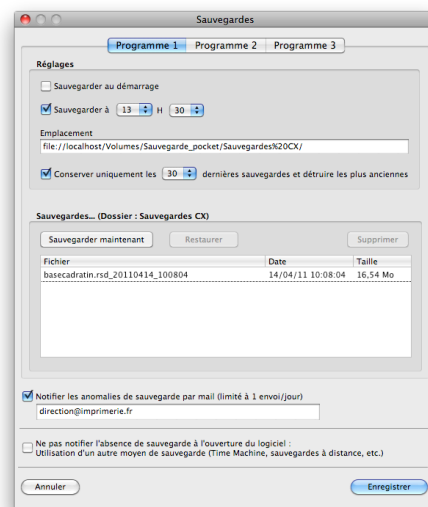 Sauvegardes
Programme 1 Programme 2 Programme 3
Réglages
Sauvegarder au démarrage
Sauvegarder à 13 H 30
Emplacement
file://localhost/Volumes/Sauvegarde_pocket/Sauvegardes%20CX/
Conserver uniquement les 30 dernières sauvegardes et détruire les plus anciennes
Sauvegardes... (Dossier : Sauvegardes CX)
Sauvegarder maintenant Restaurer Supprimer
Fichier Date Taille
basecadratin.rsd_20110414_100804 14/04/11 10:08:04 16,54 Mo
Notifier les anomalies de sauvegarde par mail (limité à 1 envoi/jour)
direction@imprimerie.fr
Ne pas notifier l'absence de sauvegarde à l'ouverture du logiciel :
Utilisation d'un autre moyen de sauvegarde (Time Machine, sauvegardes à distance, etc.)
Annuler Enregistrer